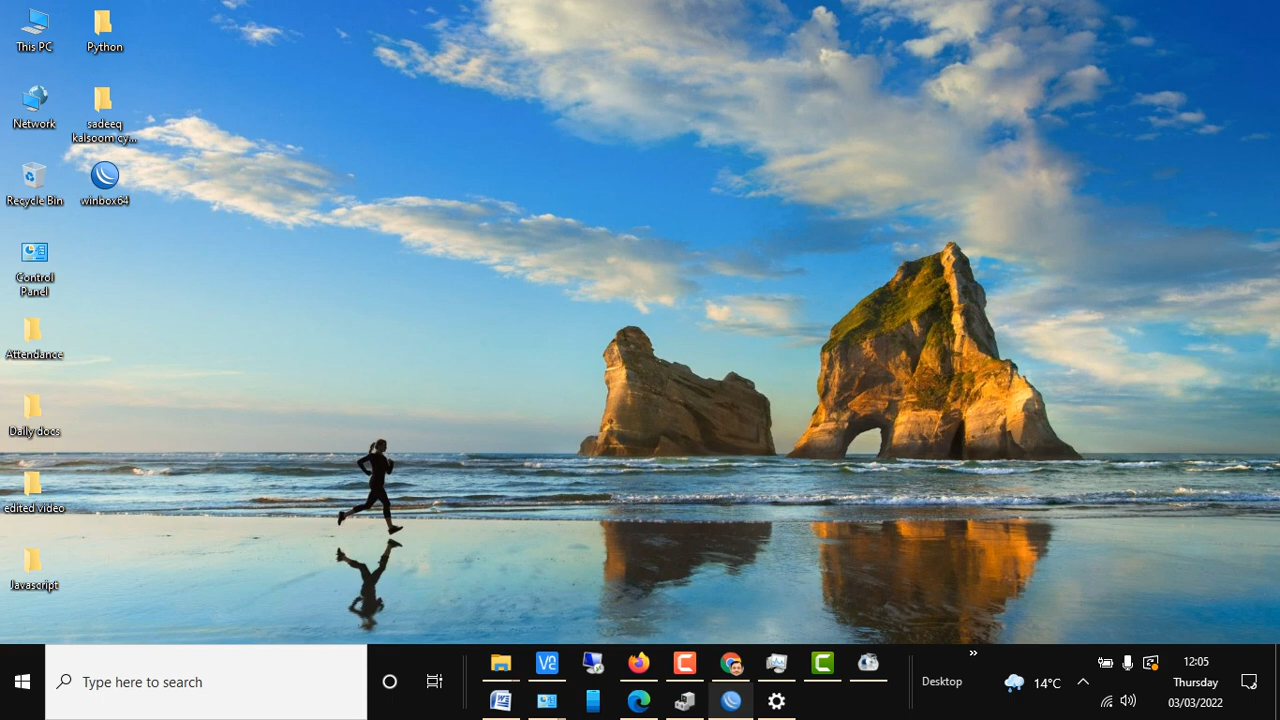 This PC
Python
Network
sadeeq
kalsoom cy...
Recycle Bin
winbox64
Control
Panel
Attendance
Daily docs
edited video
Javascript
Type here to search
Desktop
14°C
12:05
Thursday
03/03/2022